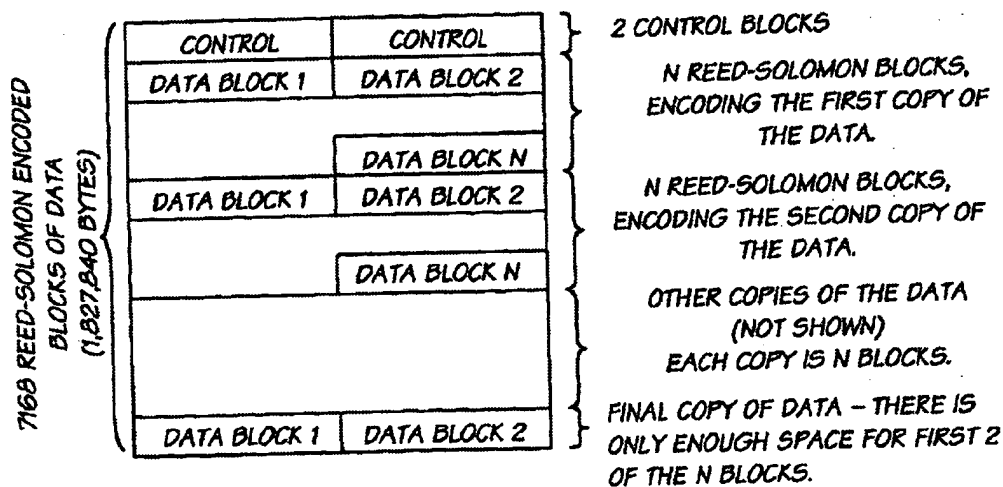 7168 REED-SOLOMON ENCODED
BLOCKS OF DATA
(1,827,840 BYTES)
CONTROL CONTROL
DATA BLOCK 1 DATA BLOCK 2
DATA BLOCK N
DATA BLOCK 1 DATA BLOCK 2
DATA BLOCK N
DATA BLOCK 1 DATA BLOCK 2
2 CONTROL BLOCKS
N REED-SOLOMON BLOCKS,
ENCODING THE FIRST COPY OF
THE DATA.
N REED-SOLOMON BLOCKS,
ENCODING THE SECOND COPY OF
THE DATA.
OTHER COPIES OF THE DATA
(NOT SHOWN)
EACH COPY IS N BLOCKS.
FINAL COPY OF DATA – THERE IS
ONLY ENOUGH SPACE FOR FIRST 2
OF THE N BLOCKS.